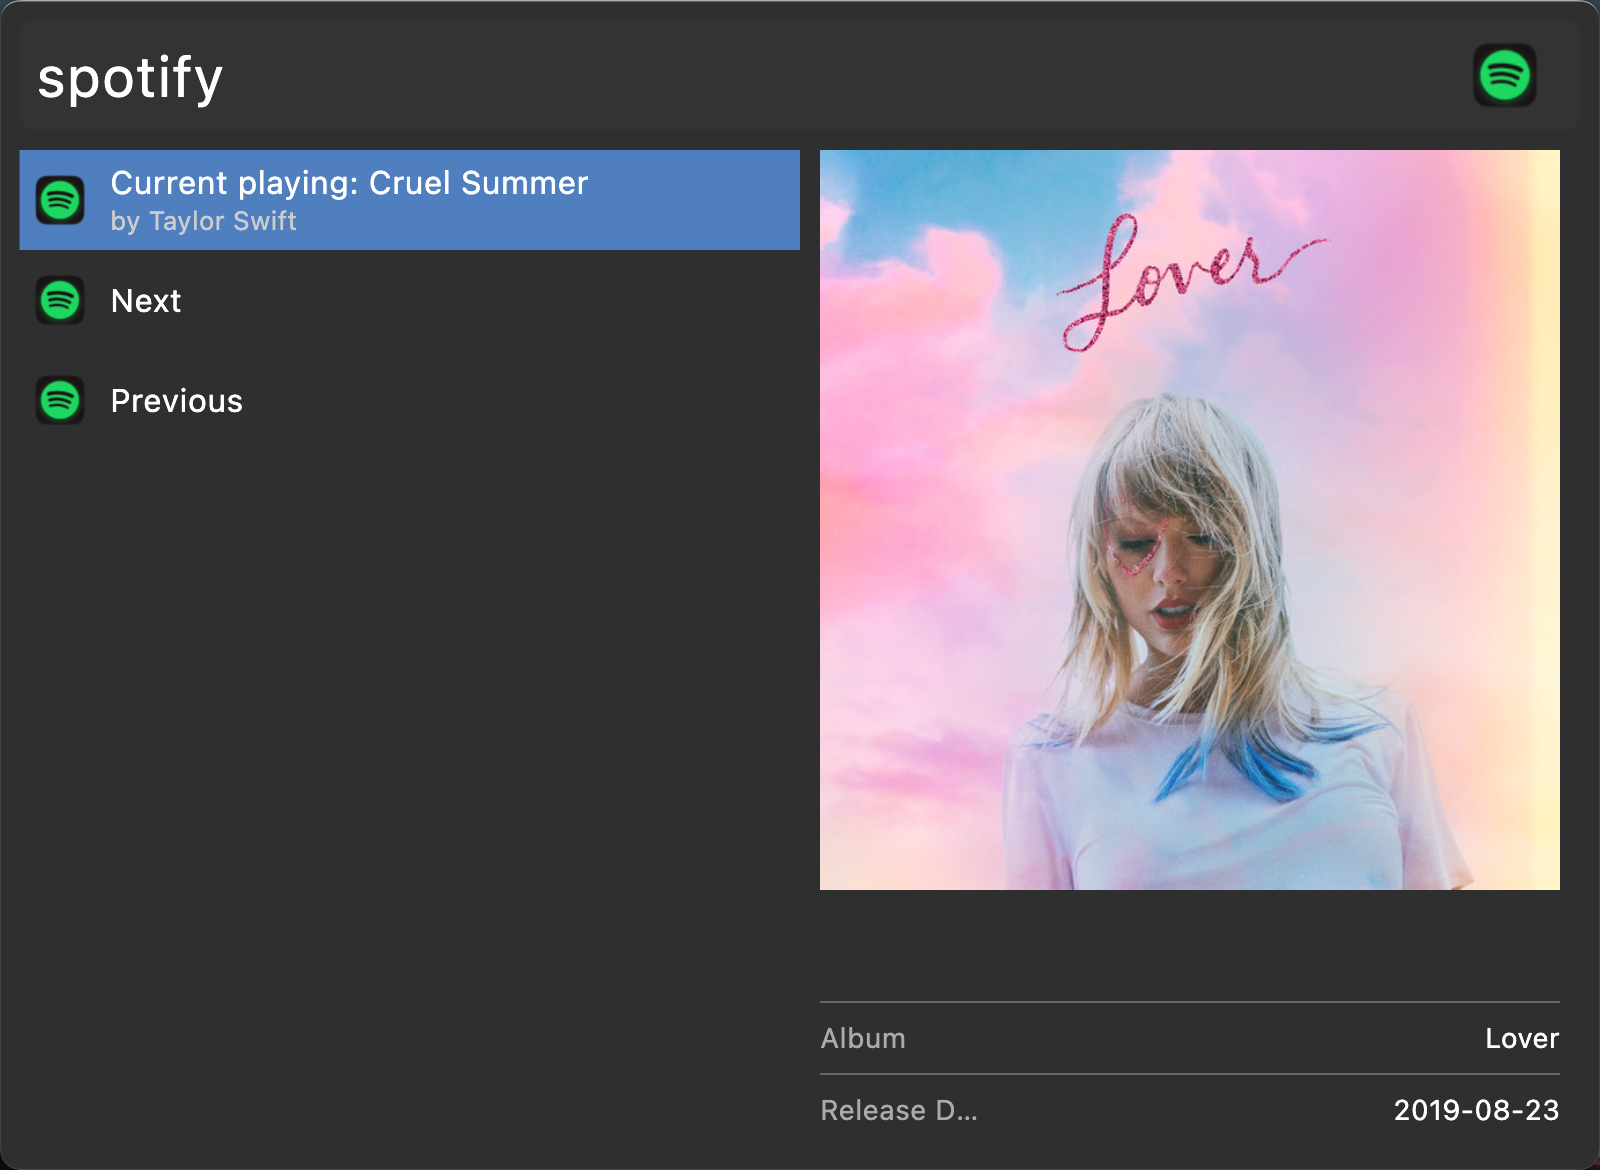 spotify
Current playing: Cruel Summer
by Taylor Swift
Next
Previous
Lover
Album
Lover
Release D...
2019-08-23